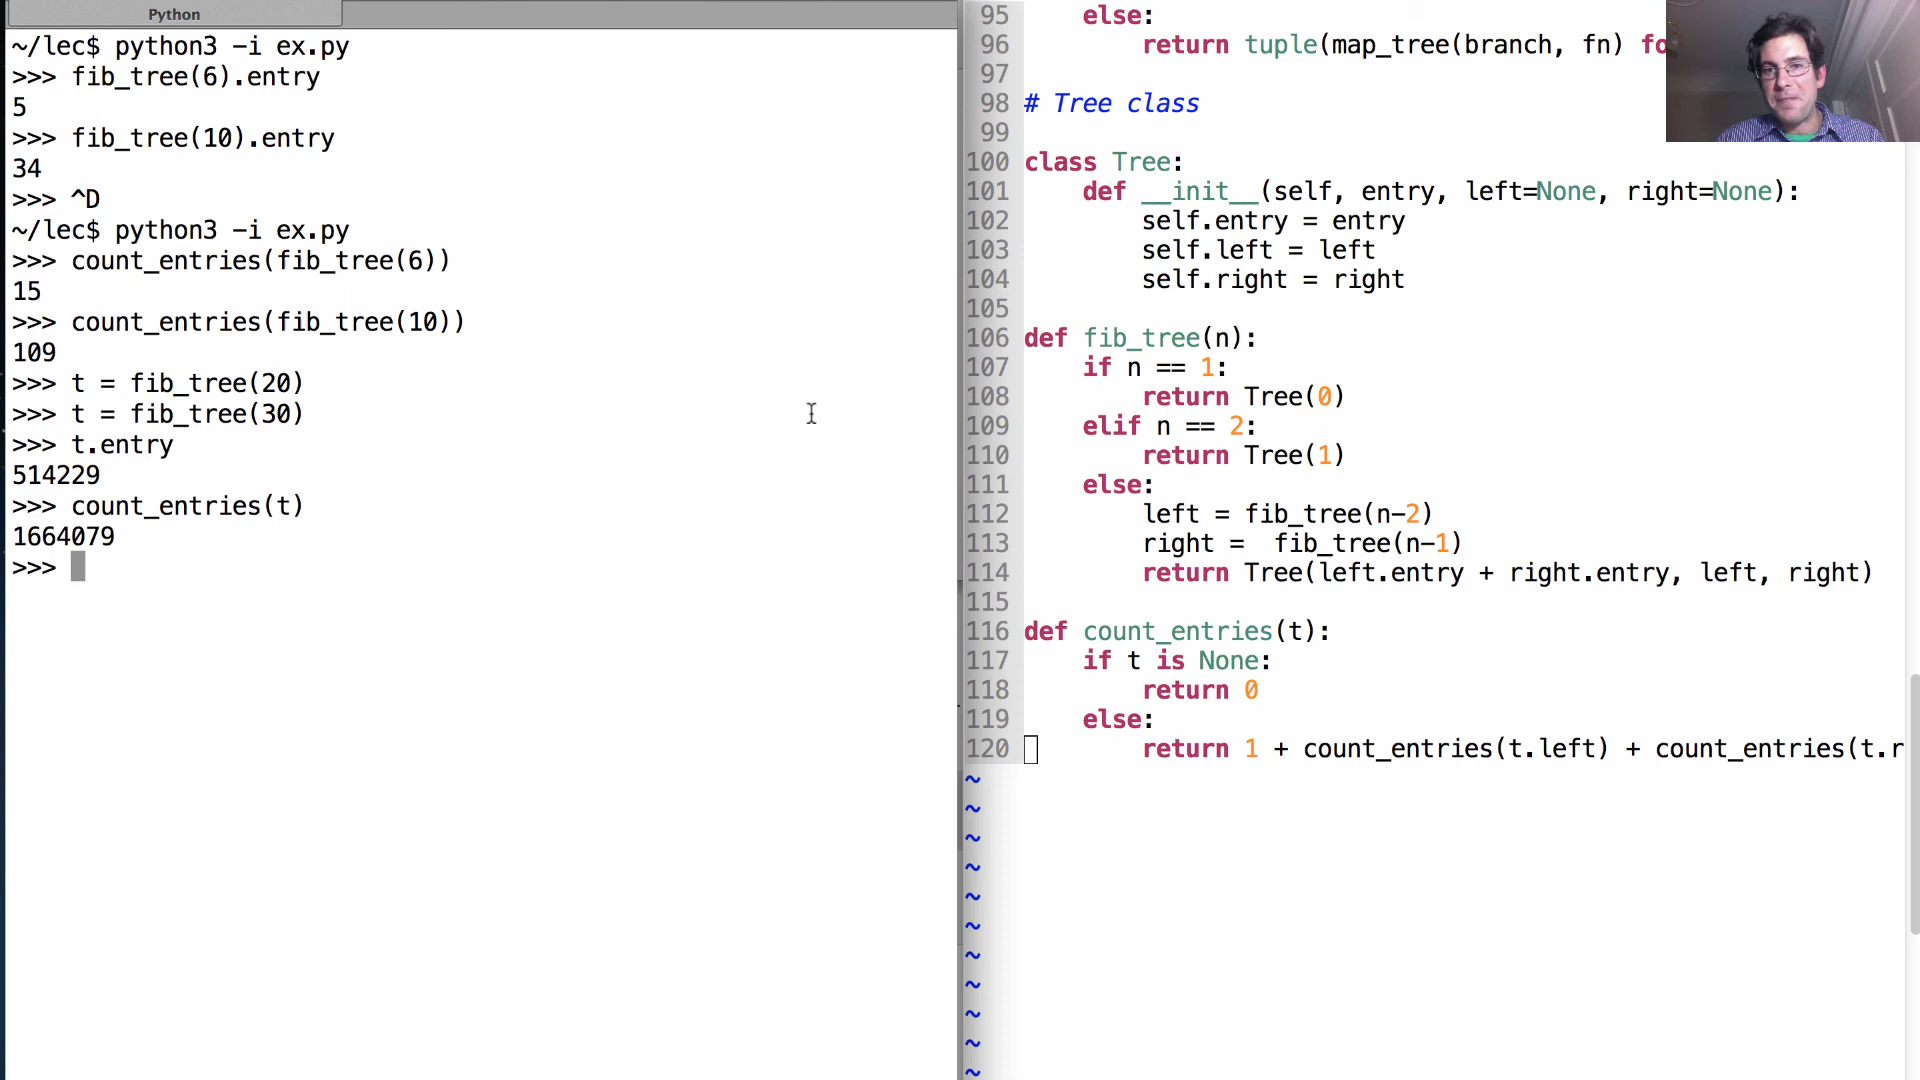 Python
~/lec$ python3 -i ex.py
>>> fib_tree(6).entry
5
>>> fib_tree(10).entry
34
>>> ^D
~/lec$ python3 -i ex.py
>>> count_entries(fib_tree(6))
15
>>> count_entries(fib_tree(10))
109
>>> t = fib_tree(20)
>>> t = fib_tree(30)
>>> t.entry
514229
>>> count_entries(t)
1664079
>>>
95     else:
96         return tuple(map_tree(branch, fn) fo
97
98 # Tree class
99
100 class Tree:
101     def __init__(self, entry, left=None, right=None):
102         self.entry = entry
103         self.left = left
104         self.right = right
105
106 def fib_tree(n):
107     if n == 1:
108         return Tree(0)
109     elif n == 2:
110         return Tree(1)
111     else:
112         left = fib_tree(n-2)
113         right =  fib_tree(n-1)
114         return Tree(left.entry + right.entry, left, right)
115
116 def count_entries(t):
117     if t is None:
118         return 0
119     else:
120         return 1 + count_entries(t.left) + count_entries(t.r
~
~
~
~
~
~
~
~
~
~
~